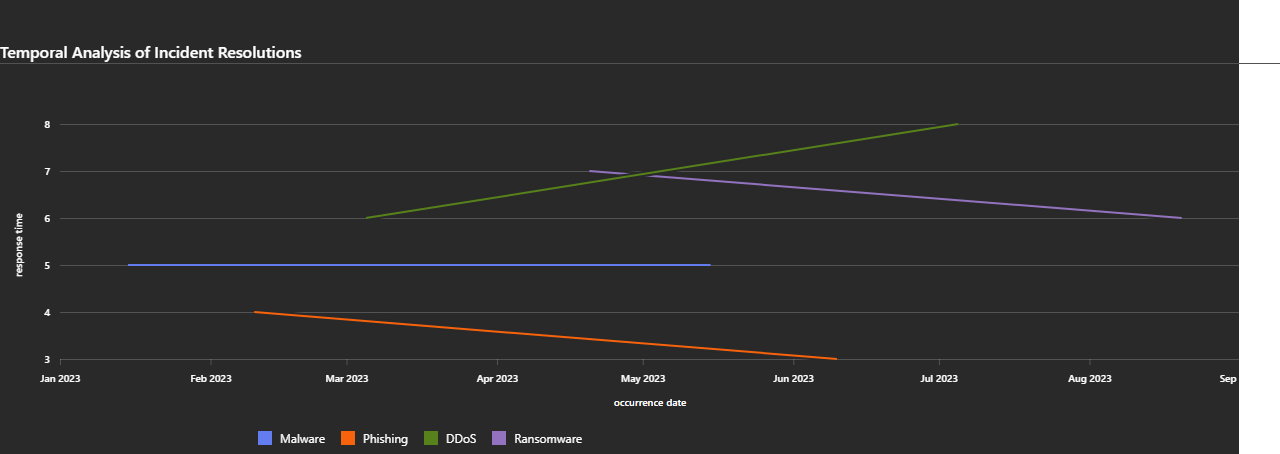 Temporal Analysis of Incident Resolutions
8
7
6
5
4
3
response time
Jan 2023 Feb 2023 Mar 2023 Apr 2023 May 2023 Jun 2023 Jul 2023 Aug 2023 Sep
occurrence date
Malware Phishing DDoS Ransomware